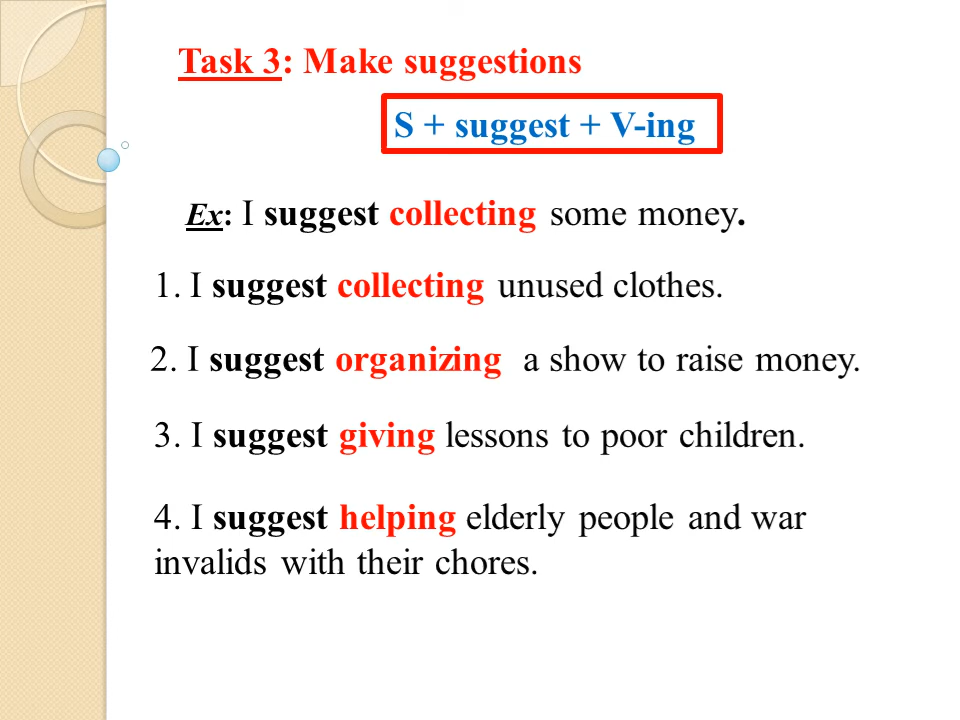 Task 3: Make suggestions
S + suggest + V-ing
Ex: I suggest collecting some money.
1. I suggest collecting unused clothes.
2. I suggest organizing a show to raise money.
3. I suggest giving lessons to poor children.
4. I suggest helping elderly people and war
invalids with their chores.